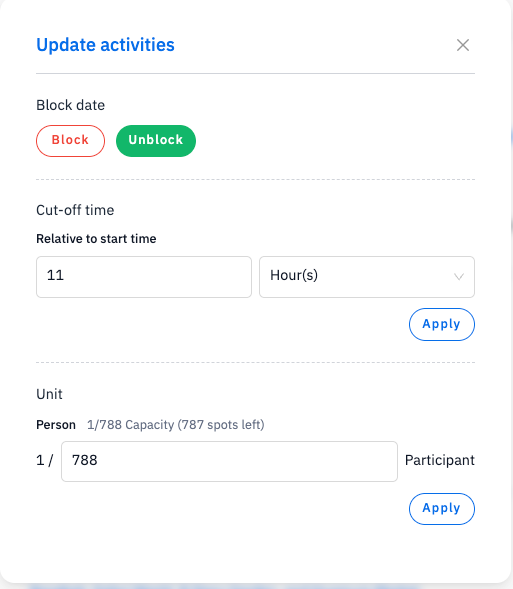 Update activities
Block date
Block Unblock
Cut-off time
Relative to start time
11 Hour(s)
Apply
Unit
Person 1/788 Capacity (787 spots left)
1 / 788 Participant
Apply